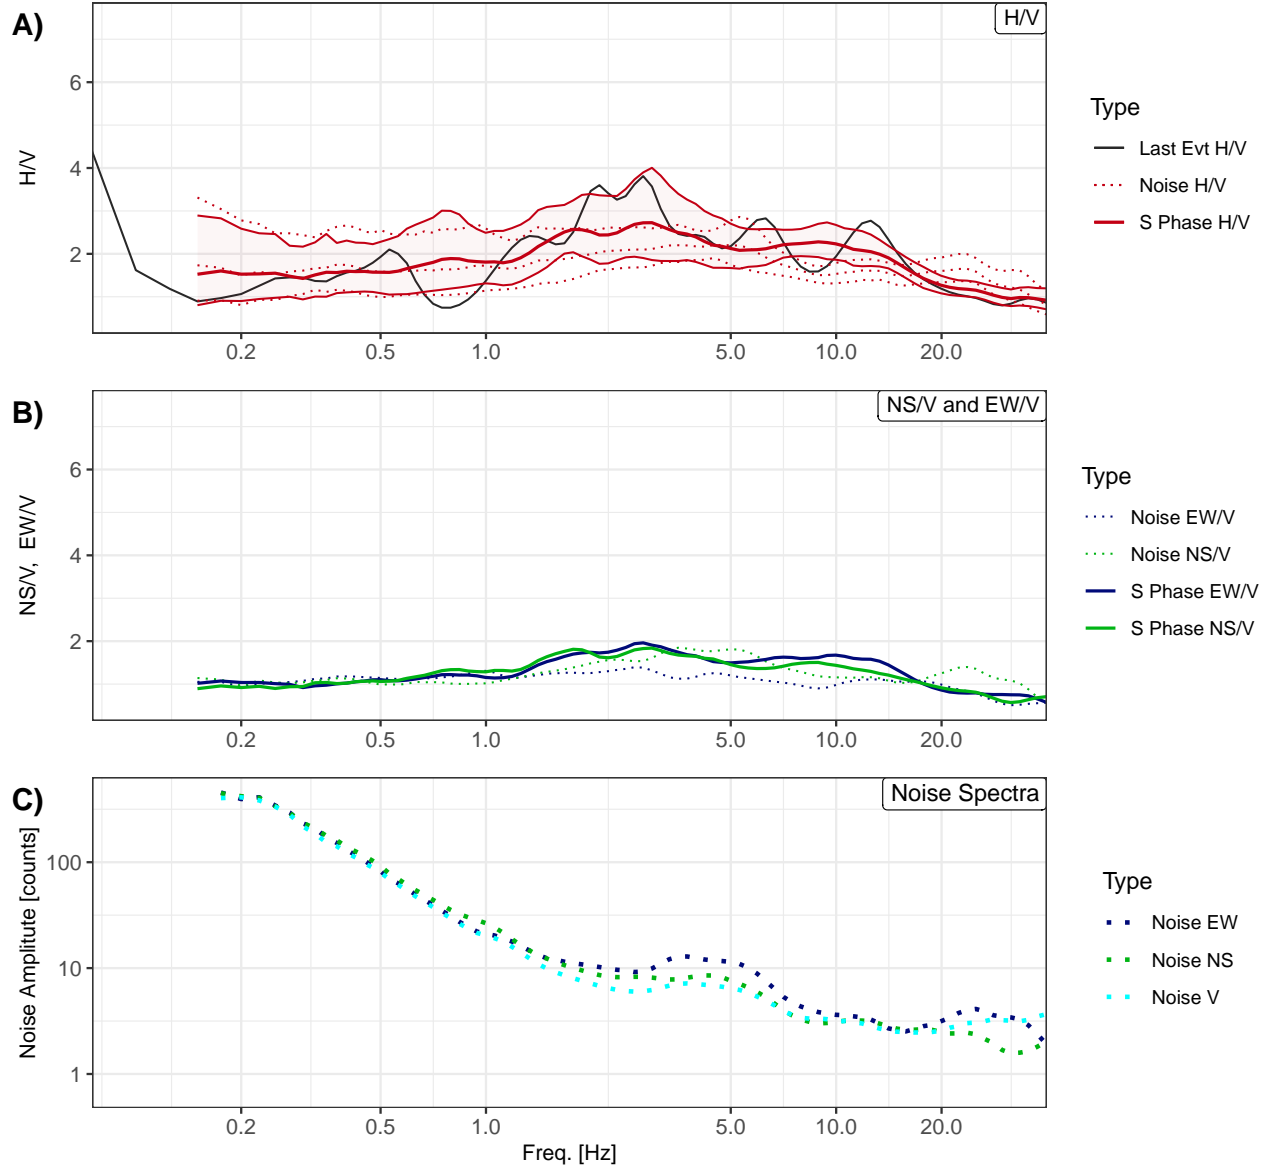 A)
H/V
6
4
2
H/V
0.2 0.5 1.0 5.0 10.0 20.0
Type
Last Evt H/V
Noise H/V
S Phase H/V
B)
NS/V and EW/V
6
4
2
NS/V, EW/V
0.2 0.5 1.0 5.0 10.0 20.0
Type
Noise EW/V
Noise NS/V
S Phase EW/V
S Phase NS/V
C)
Noise Spectra
100
10
1
Noise Amplitute [counts]
0.2 0.5 1.0 5.0 10.0 20.0
Freq. [Hz]
Type
Noise EW
Noise NS
Noise V